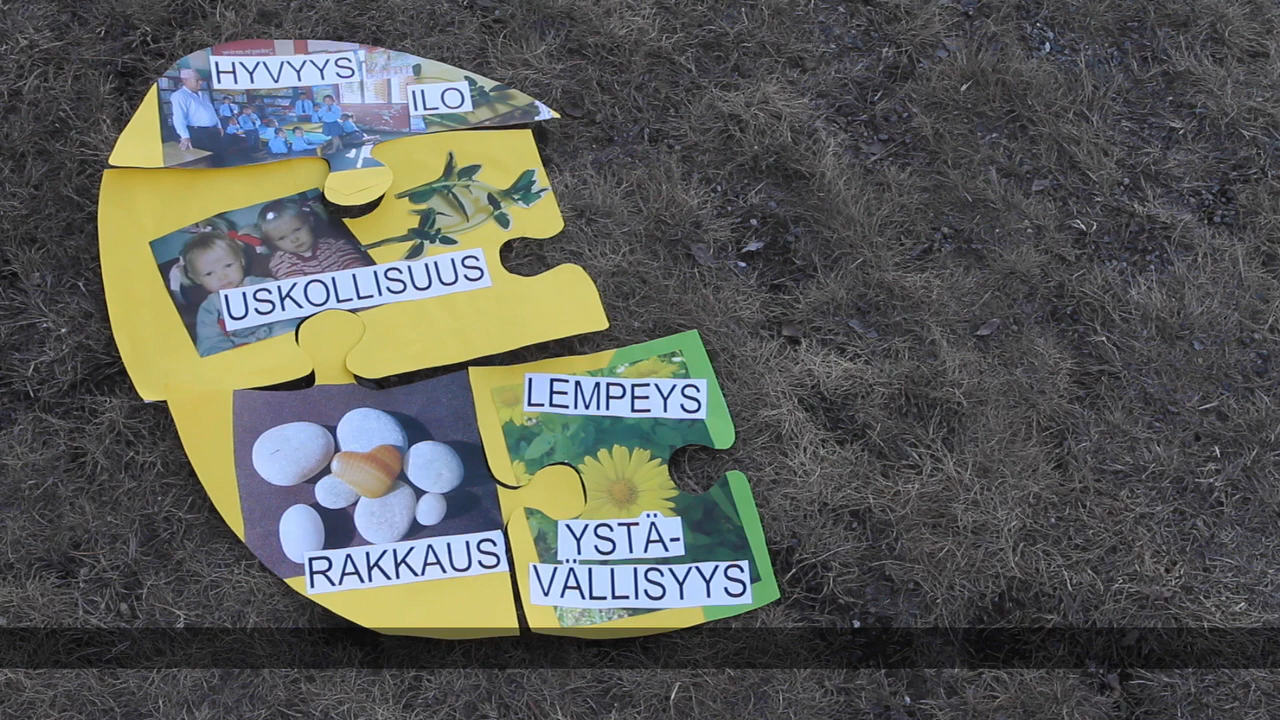 HYVYYS
ILO
USKOLLISUUS
LEMPEYS
RAKKAUS
YSTÄ-
VÄLLISYYS